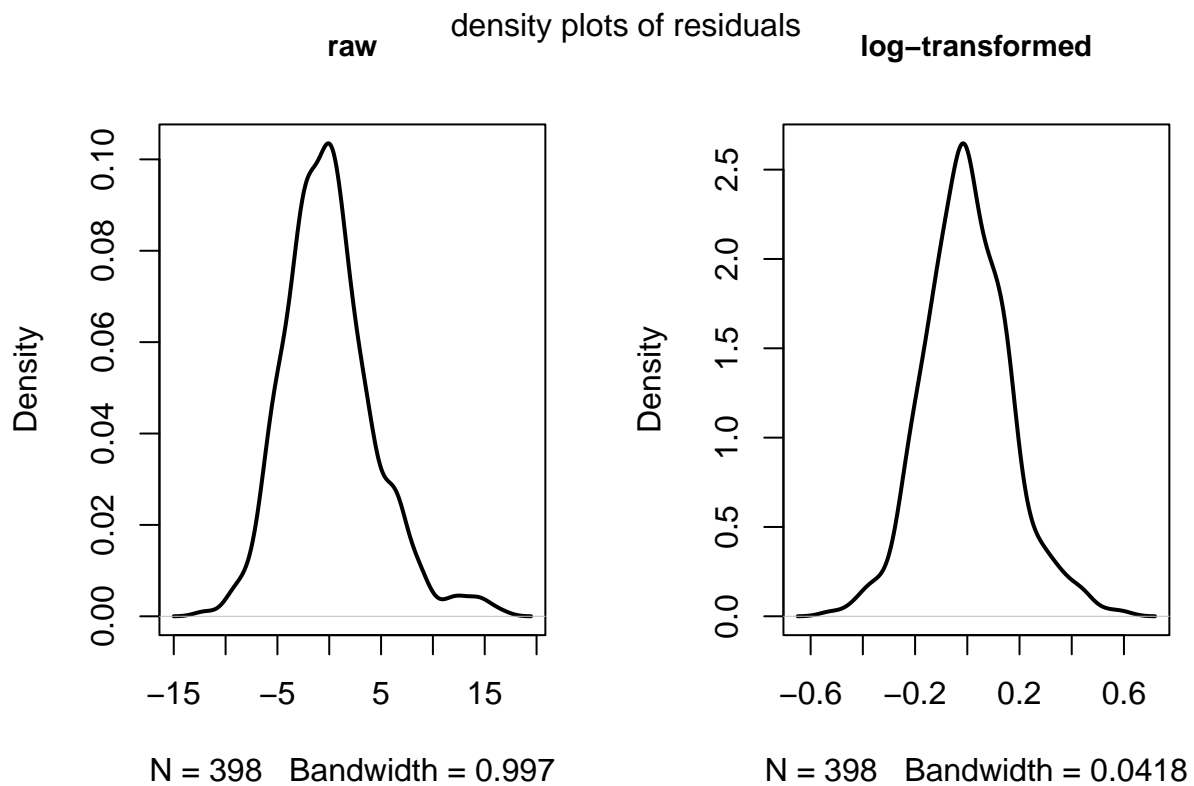 density plots of residuals
raw
Density
0.00 0.02 0.04 0.06 0.08 0.10
−15 −5 5 15
N = 398 Bandwidth = 0.997
log−transformed
Density
0.0 0.5 1.0 1.5 2.0 2.5
−0.6 −0.2 0.2 0.6
N = 398 Bandwidth = 0.0418